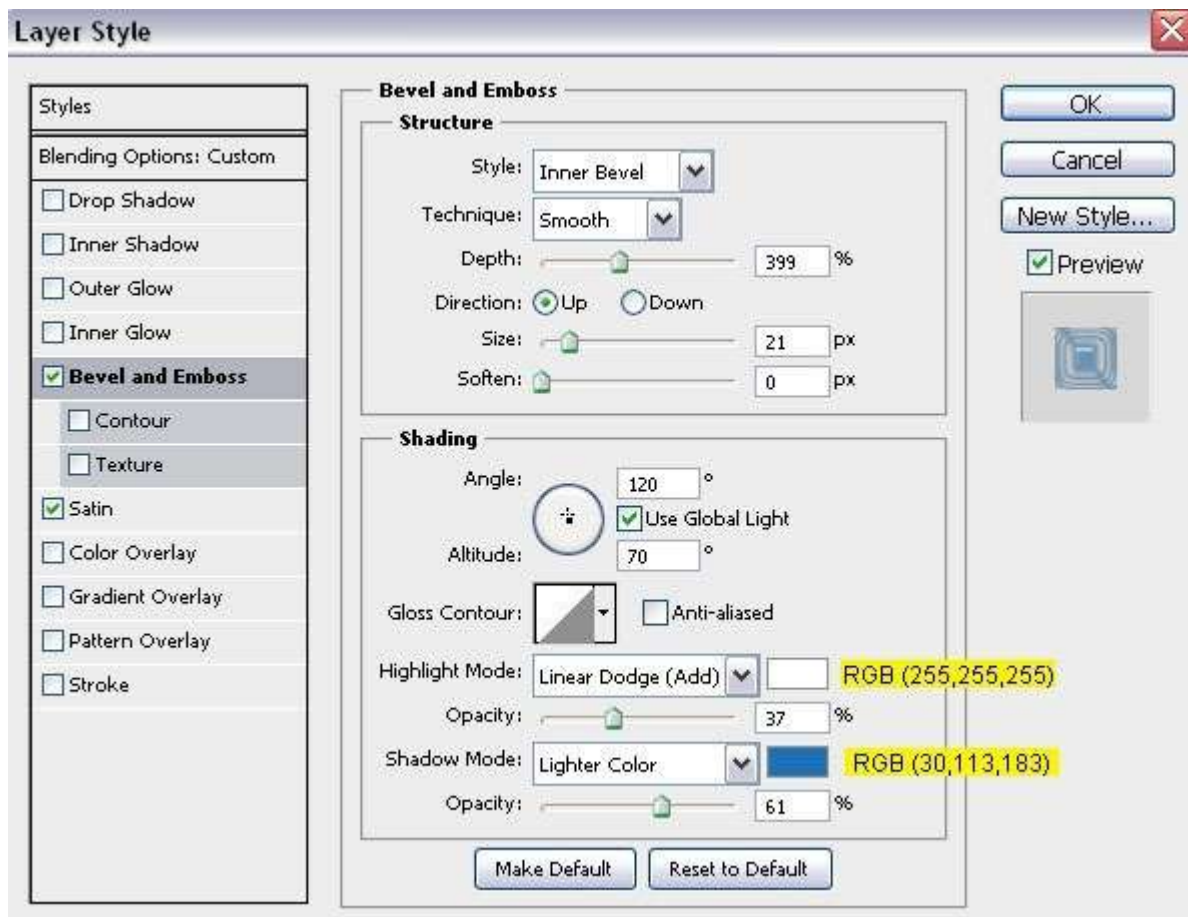 Layer Style
Styles
Blending Options: Custom
Drop Shadow
Inner Shadow
Outer Glow
Inner Glow
Bevel and Emboss
Contour
Texture
Satin
Color Overlay
Gradient Overlay
Pattern Overlay
Stroke
Bevel and Emboss
Structure
Style: Inner Bevel
Technique: Smooth
Depth: 399 %
Direction: Up Down
Size: 21 px
Soften: 0 px
Shading
Angle: 120 °
Use Global Light
Altitude: 70 °
Gloss Contour: Anti-aliased
Highlight Mode: Linear Dodge (Add) RGB (255,255,255)
Opacity: 37 %
Shadow Mode: Lighter Color RGB (30,113,183)
Opacity: 61 %
Make Default Reset to Default
OK
Cancel
New Style...
Preview